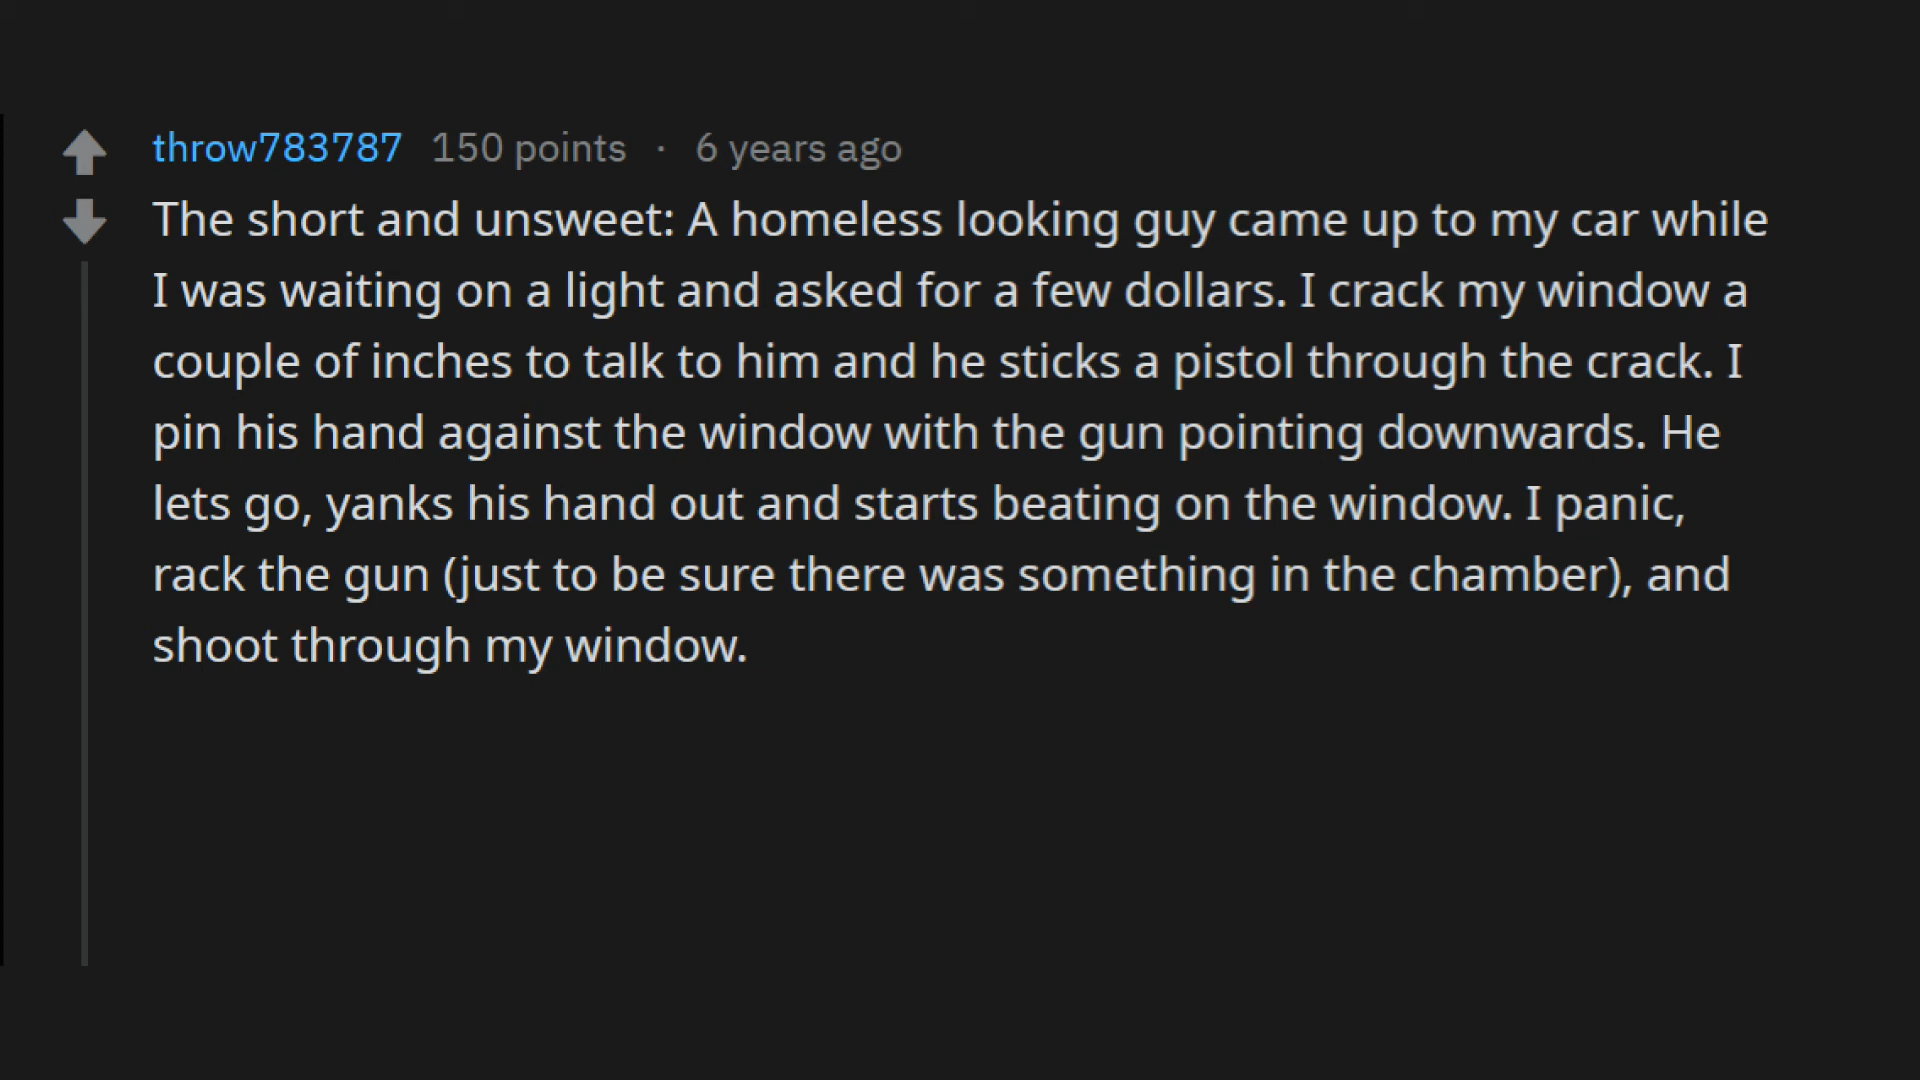 throw783787 150 points · 6 years ago
The short and unsweet: A homeless looking guy came up to my car while
I was waiting on a light and asked for a few dollars. I crack my window a
couple of inches to talk to him and he sticks a pistol through the crack. I
pin his hand against the window with the gun pointing downwards. He
lets go, yanks his hand out and starts beating on the window. I panic,
rack the gun (just to be sure there was something in the chamber), and
shoot through my window.